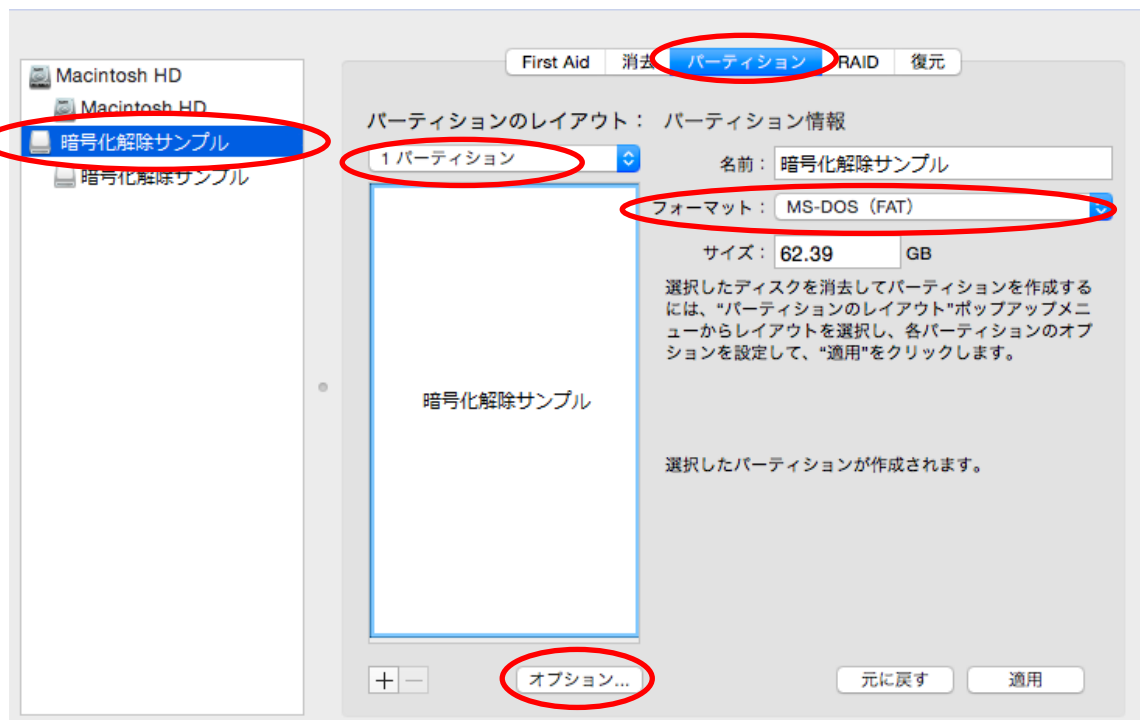 First Aid 消去 パーティション RAID 復元
Macintosh HD
Macintosh HD
暗号化解除サンプル
暗号化解除サンプル
パーティションのレイアウト：
1 パーティション
暗号化解除サンプル
オプション...
パーティション情報
名前： 暗号化解除サンプル
フォーマット： MS-DOS（FAT）
サイズ： 62.39 GB
選択したディスクを消去してパーティションを作成する
には、“パーティションのレイアウト”ポップアップメニ
ューからレイアウトを選択し、各パーティションのオプ
ションを設定して、“適用”をクリックします。
選択したパーティションが作成されます。
元に戻す 適用